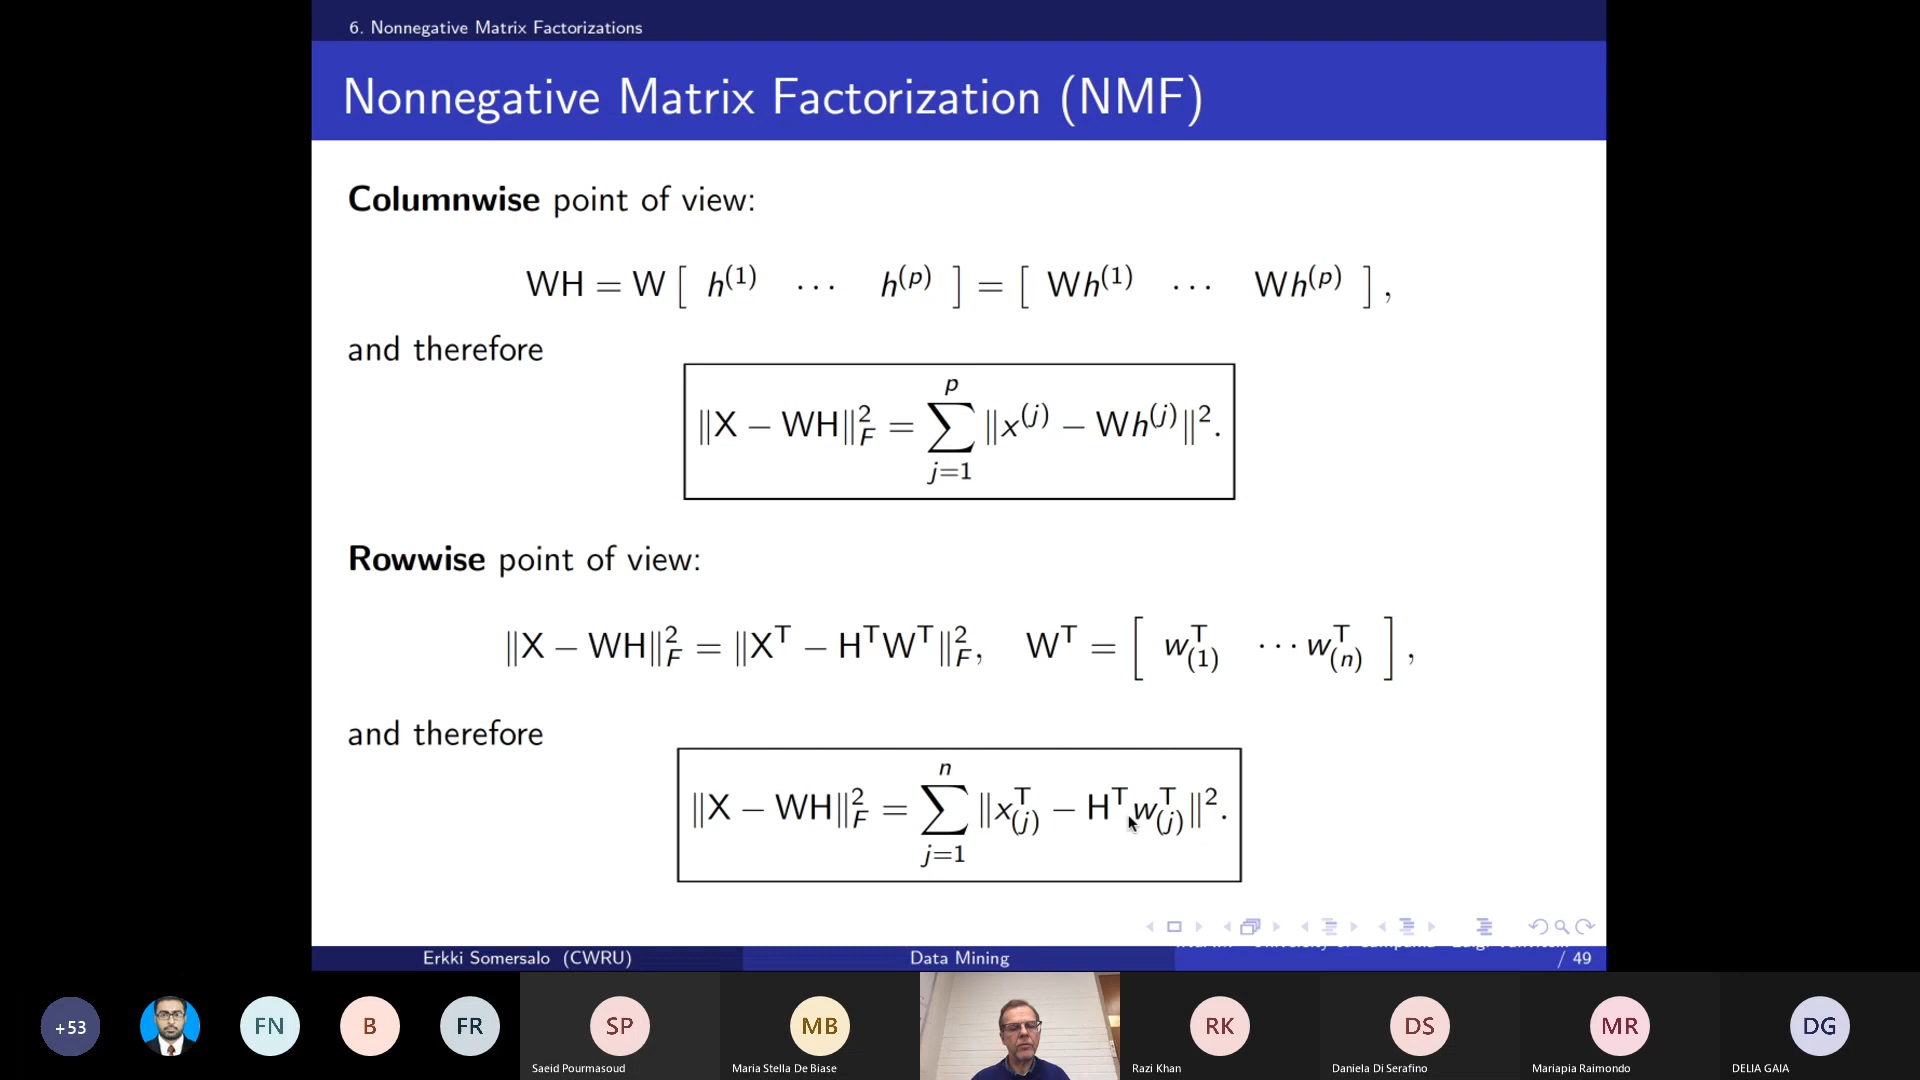 6. Nonnegative Matrix Factorizations
Nonnegative Matrix Factorization (NMF)
Columnwise point of view:
WH = W [ h^(1) ··· h^(p) ] = [ Wh^(1) ··· Wh^(p) ] ,
and therefore
‖X − WH‖²_F = ∑_{j=1}^{p} ‖x^(j) − Wh^(j)‖².
Rowwise point of view:
‖X − WH‖²_F = ‖X^T − H^T W^T‖²_F, W^T = [ w^T_(1) ··· w^T_(n) ] ,
and therefore
‖X − WH‖²_F = ∑_{j=1}^{n} ‖x^T_(j) − H^T w^T_(j)‖².
Erkki Somersalo (CWRU) Data Mining / 49
+53 FN B FR SP MB RK DS MR DG
Saeid Pourmasoud Maria Stella De Biase Razi Khan Daniela Di Serafino Mariapia Raimondo DELIA GAIA